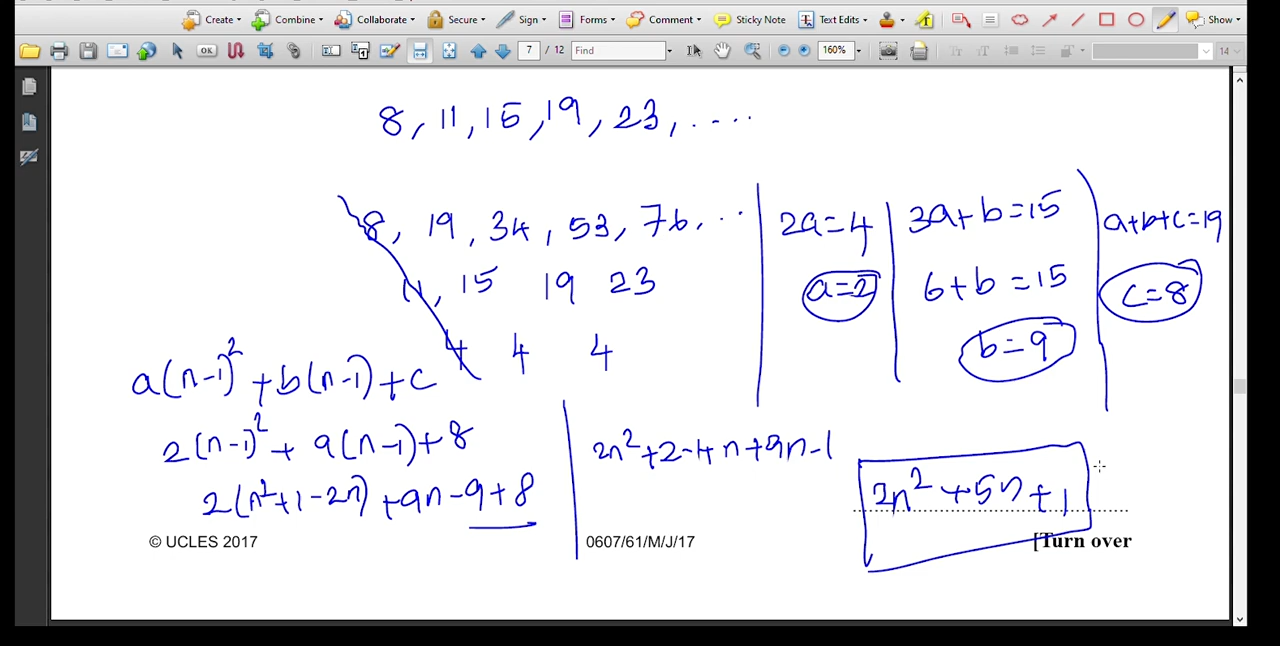 Create Combine Collaborate Secure Sign Forms Comment Sticky Note Text Edits Show
OK 7 / 12 Find 160% 14
8, 11, 15, 19, 23, ....
8, 19, 34, 53, 76, ...
11, 15 19 23
4 4 4
2a=4
a=2
3a+b=15
6+b=15
b=9
a+b+c=19
c=8
a(n-1)²+b(n-1)+c
2(n-1)²+ 9(n-1)+8
2(n²+1-2n)+9n-9+8
2n²+2-4n+9n-1
2n²+5n+1
© UCLES 2017 0607/61/M/J/17 [Turn over